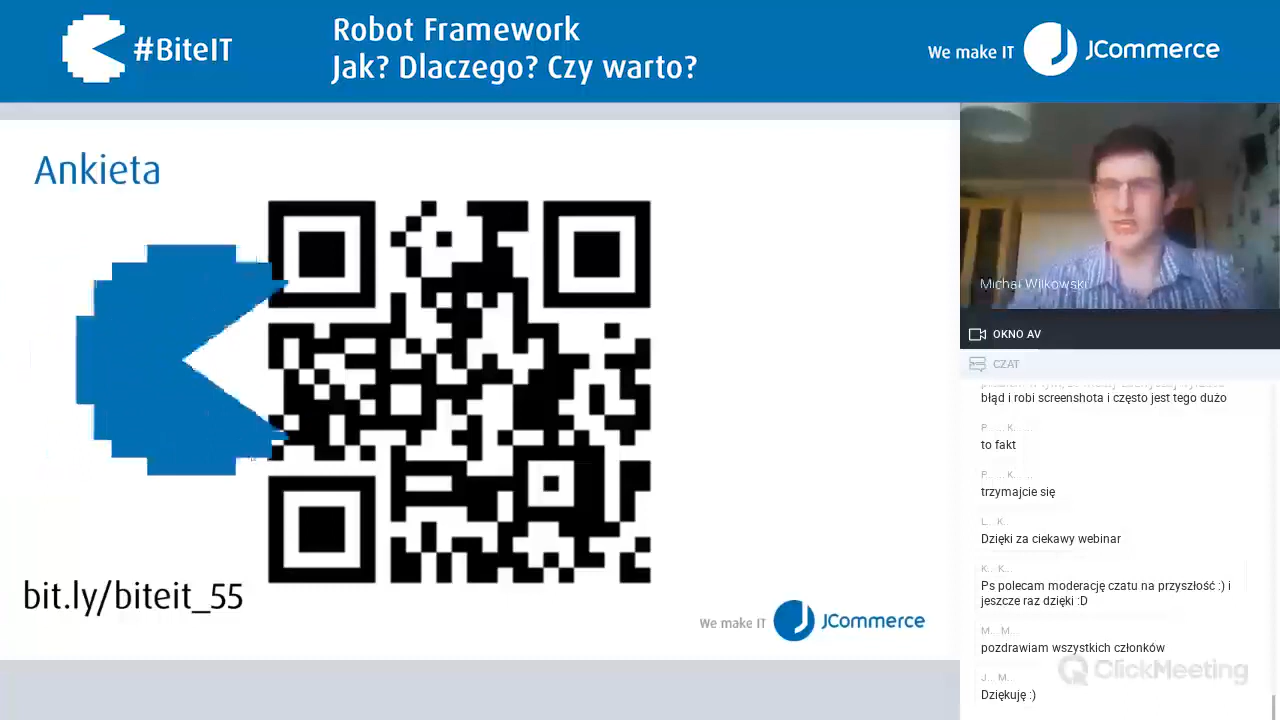 #BiteIT
Robot Framework
Jak? Dlaczego? Czy warto?
We make IT JCommerce
Ankieta
bit.ly/biteit_55
We make IT JCommerce
Michał Wilkowski
OKNO AV
CZAT
błąd i robi screenshota i często jest tego dużo
P...... K......
to fakt
P...... K......
trzymajcie się
L... K..
Dzięki za ciekawy webinar
K.. K...
Ps polecam moderację czatu na przyszłość :) i
jeszcze raz dzięki :D
M... M...
pozdrawiam wszystkich członków
ClickMeeting
J... M..
Dziękuję :)